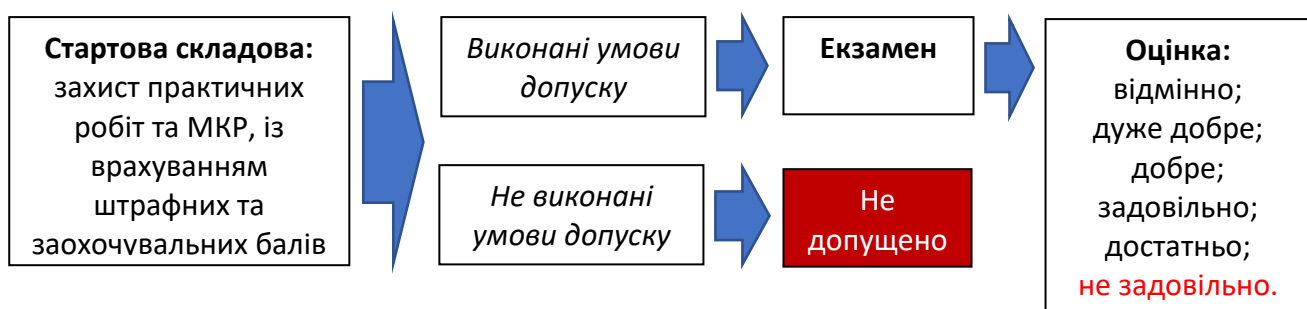 Стартова складова:
захист практичних
робіт та МКР, із
врахуванням
штрафних та
заохочувальних балів
Виконані умови
допуску
Не виконані
умови допуску
Екзамен
Не
допущено
Оцінка:
відмінно;
дуже добре;
добре;
задовільно;
достатньо;
не задовільно.